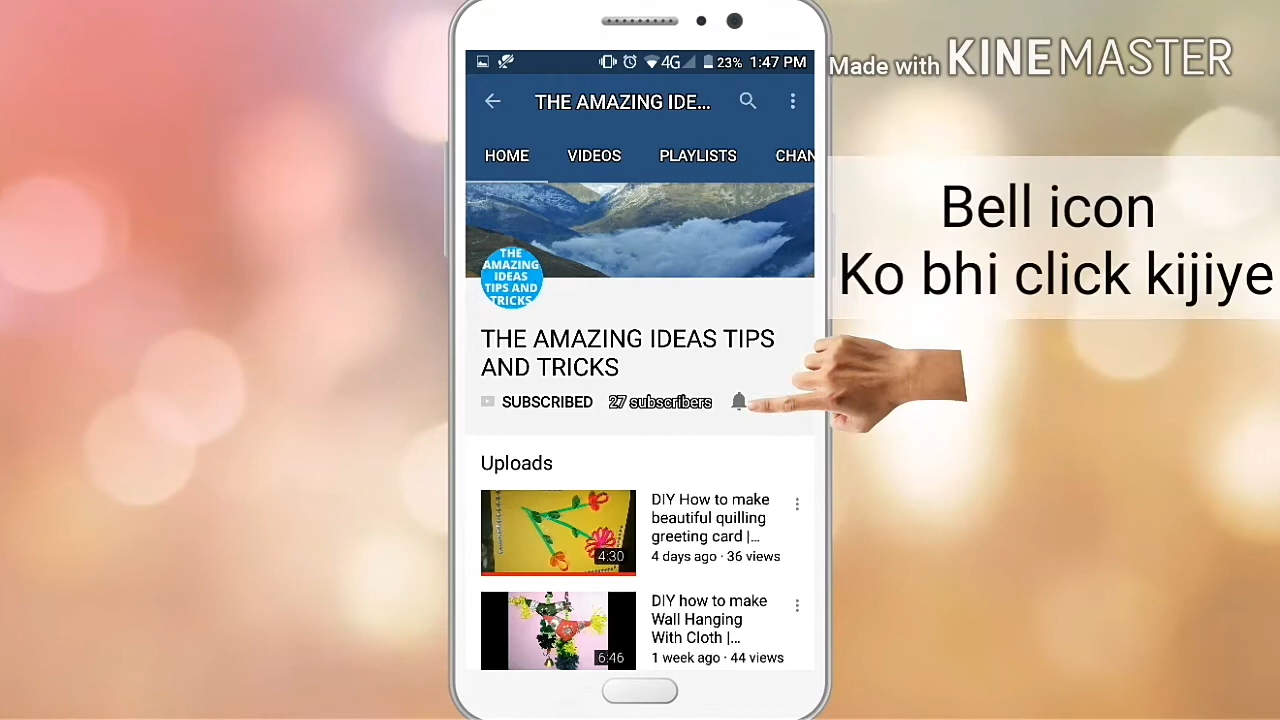 23% 1:47 PM
4G
Made with KINEMASTER
THE AMAZING IDE...
HOME VIDEOS PLAYLISTS CHAN
Bell icon
Ko bhi click kijiye
THE
AMAZING
IDEAS
TIPS AND
TRICKS
THE AMAZING IDEAS TIPS
AND TRICKS
SUBSCRIBED 27 subscribers
Uploads
DIY How to make
beautiful quilling
greeting card |...
4 days ago · 36 views
4:30
DIY how to make
Wall Hanging
With Cloth |...
1 week ago · 44 views
6:46